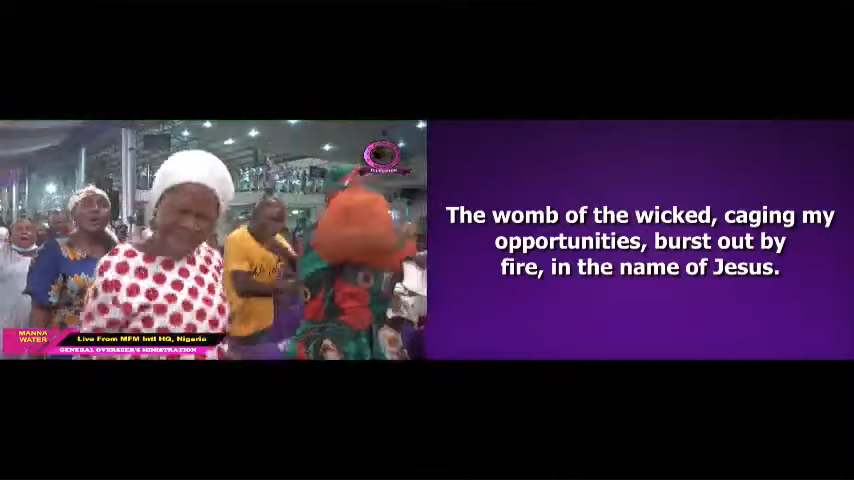 MANNA
WATER
Live From MFM Intl HQ, Nigeria
GENERAL OVERSEER'S MINISTRATION
The womb of the wicked, caging my
opportunities, burst out by
fire, in the name of Jesus.